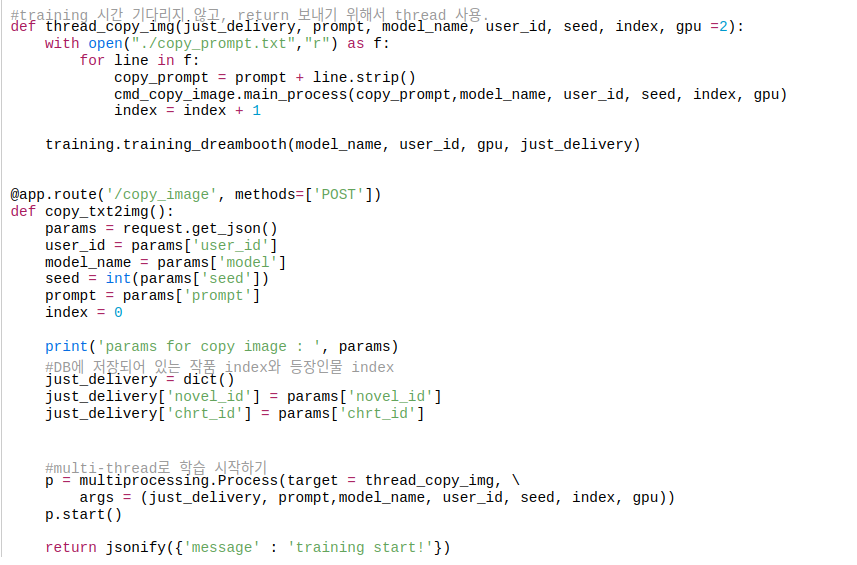 #training 시간 기다리지 않고, return 보내기 위해서 thread 사용.
def thread_copy_img(just_delivery, prompt, model_name, user_id, seed, index, gpu =2):
    with open("./copy_prompt.txt","r") as f:
        for line in f:
            copy_prompt = prompt + line.strip()
            cmd_copy_image.main_process(copy_prompt,model_name, user_id, seed, index, gpu)
            index = index + 1

    training.training_dreambooth(model_name, user_id, gpu, just_delivery)


@app.route('/copy_image', methods=['POST'])
def copy_txt2img():
    params = request.get_json()
    user_id = params['user_id']
    model_name = params['model']
    seed = int(params['seed'])
    prompt = params['prompt']
    index = 0

    print('params for copy image : ', params)
    #DB에 저장되어 있는 작품 index와 등장인물 index
    just_delivery = dict()
    just_delivery['novel_id'] = params['novel_id']
    just_delivery['chrt_id'] = params['chrt_id']



    #multi-thread로 학습 시작하기
    p = multiprocessing.Process(target = thread_copy_img, \
        args = (just_delivery, prompt,model_name, user_id, seed, index, gpu))
    p.start()

    return jsonify({'message' : 'training start!'})